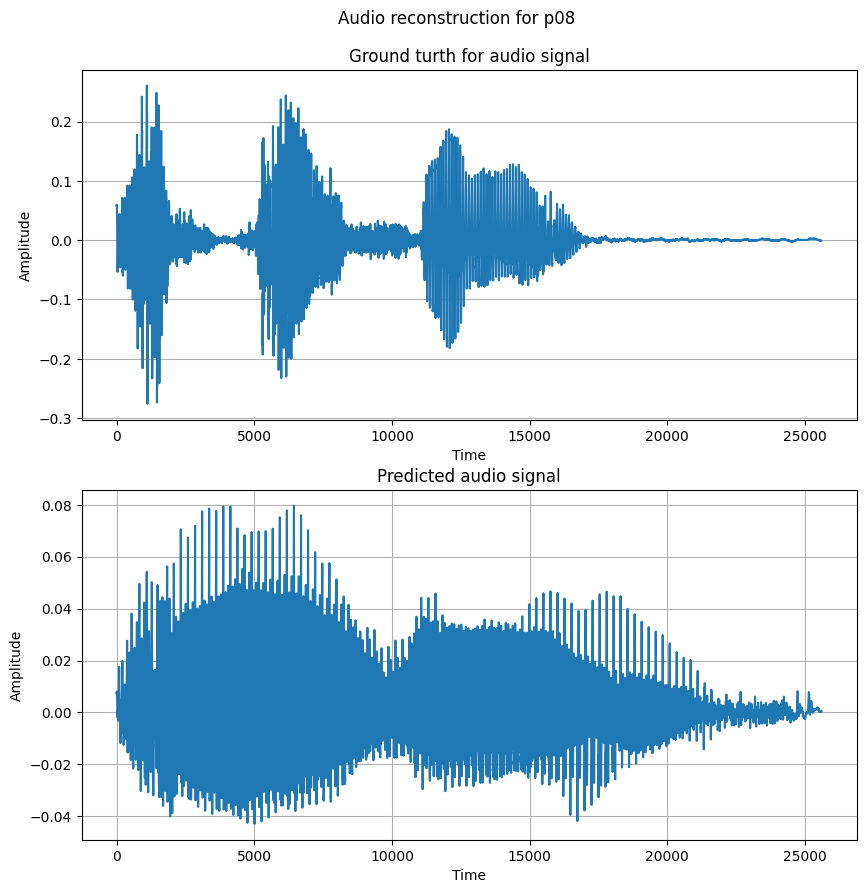 Audio reconstruction for p08
Ground turth for audio signal
0.2
0.1
0.0
−0.1
−0.2
−0.3
Amplitude
0 5000 10000 15000 20000 25000
Time
Predicted audio signal
0.08
0.06
0.04
0.02
0.00
−0.02
−0.04
Amplitude
0 5000 10000 15000 20000 25000
Time